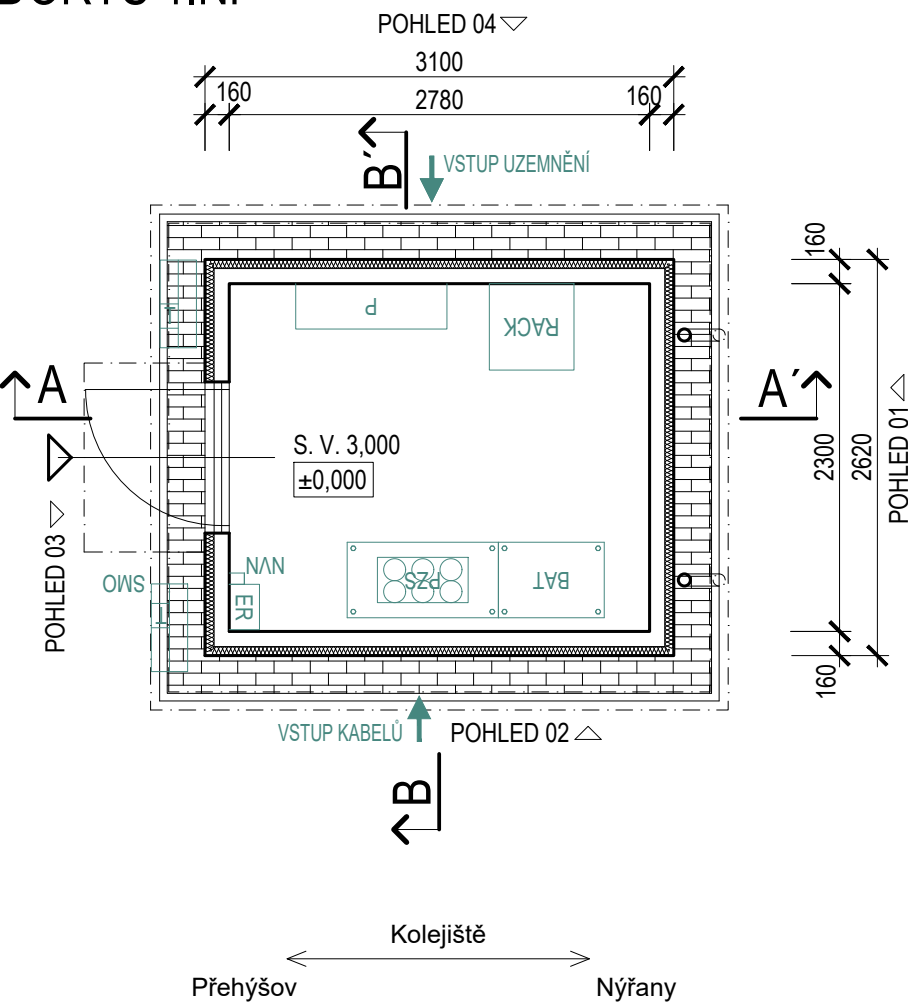 POHLED 04
3100
160
2780
160
B´
VSTUP UZEMNĚNÍ
160
P
RACK
A
A´
S. V. 3,000
±0,000
2300
2620
POHLED 01
POHLED 03
NVN
SMO
ER
T
PZS
BAT
160
VSTUP KABELŮ
POHLED 02
B
Kolejiště
Přehýšov
Nýřany